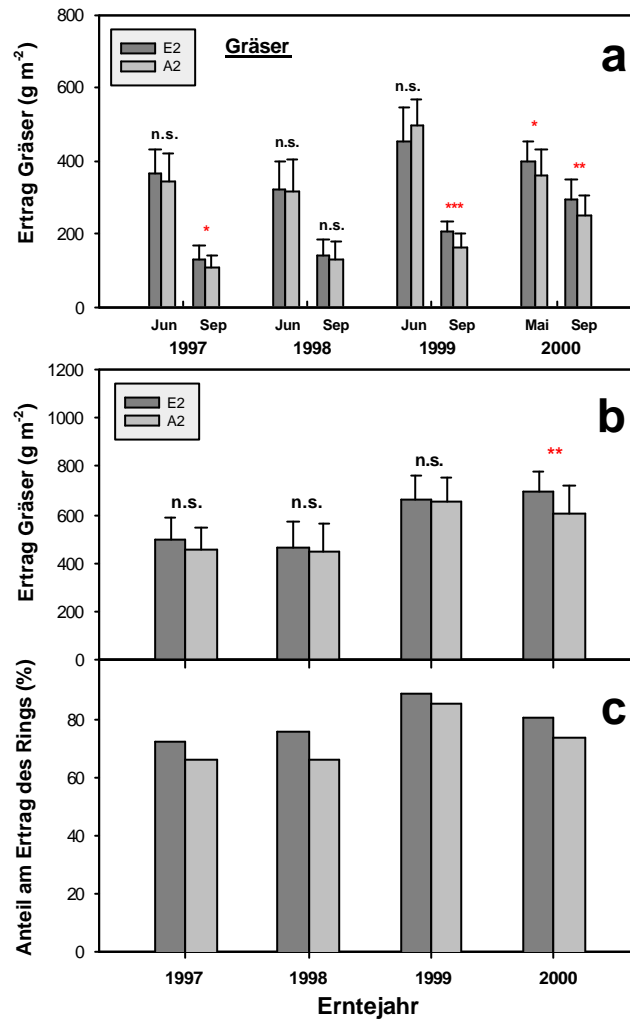 800
E2
A2
Gräser
a
600
400
200
0
Ertrag Gräser (g m-2)
n.s.
*
n.s.
n.s.
n.s.
***
*
**
Jun Sep Jun Sep Jun Sep Mai Sep
1997 1998 1999 2000
1200
E2
A2
b
1000
800
600
400
200
0
Ertrag Gräser (g m-2)
n.s. n.s. n.s. **
c
80
60
40
20
0
Anteil am Ertrag des Rings (%)
1997 1998 1999 2000
Erntejahr